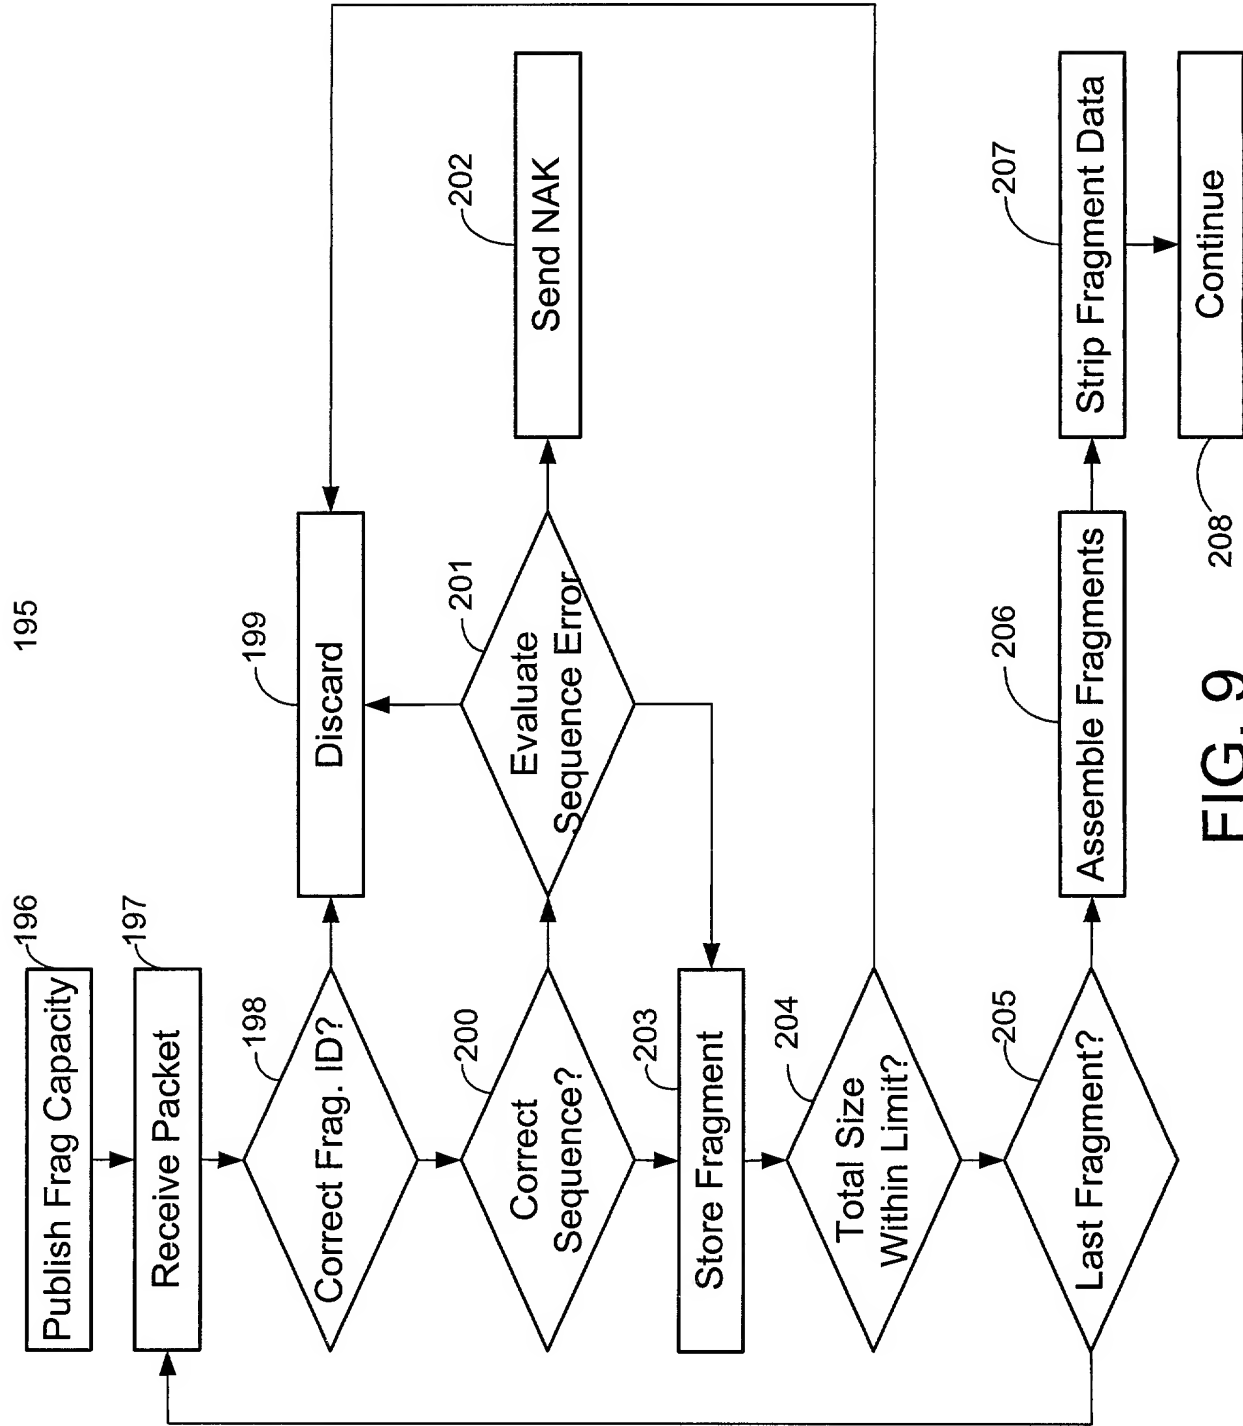 195
Publish Frag Capacity
196
Receive Packet
197
Correct Frag. ID?
198
Discard
199
Correct
Sequence?
200
Evaluate
Sequence Error
201
Send NAK
202
Store Fragment
203
Total Size
Within Limit?
204
Last Fragment?
205
Assemble Fragments
206
Strip Fragment Data
207
Continue
208
FIG. 9